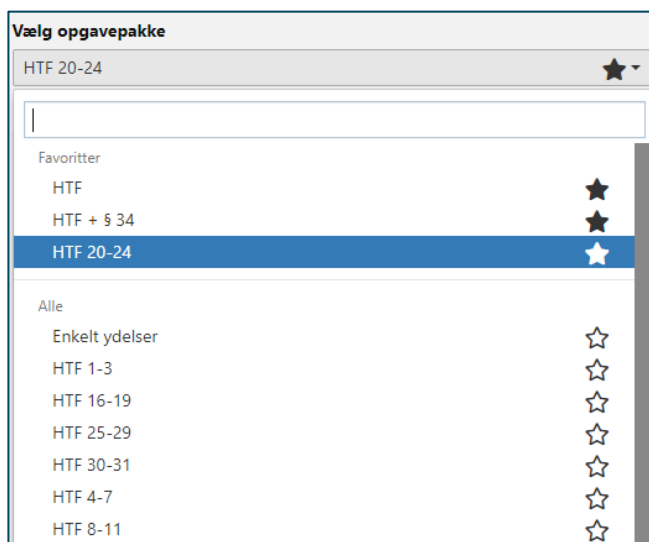 Vælg opgavepakke
HTF 20-24
Favoritter
HTF
HTF + § 34
HTF 20-24
Alle
Enkelt ydelser
HTF 1-3
HTF 16-19
HTF 25-29
HTF 30-31
HTF 4-7
HTF 8-11